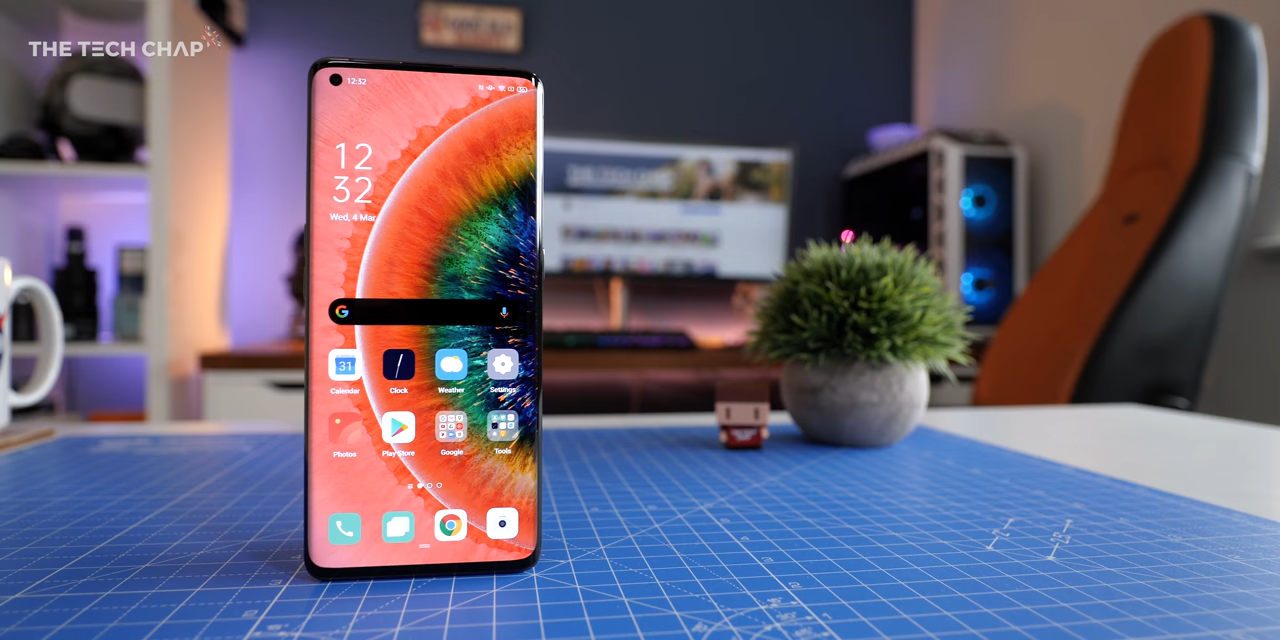 THE TECH CHAP
12:32
12
32
Wed, 4 Mar
G
31
Calendar
Clock
Weather
Settings
Photos
Play Store
Google
Tools